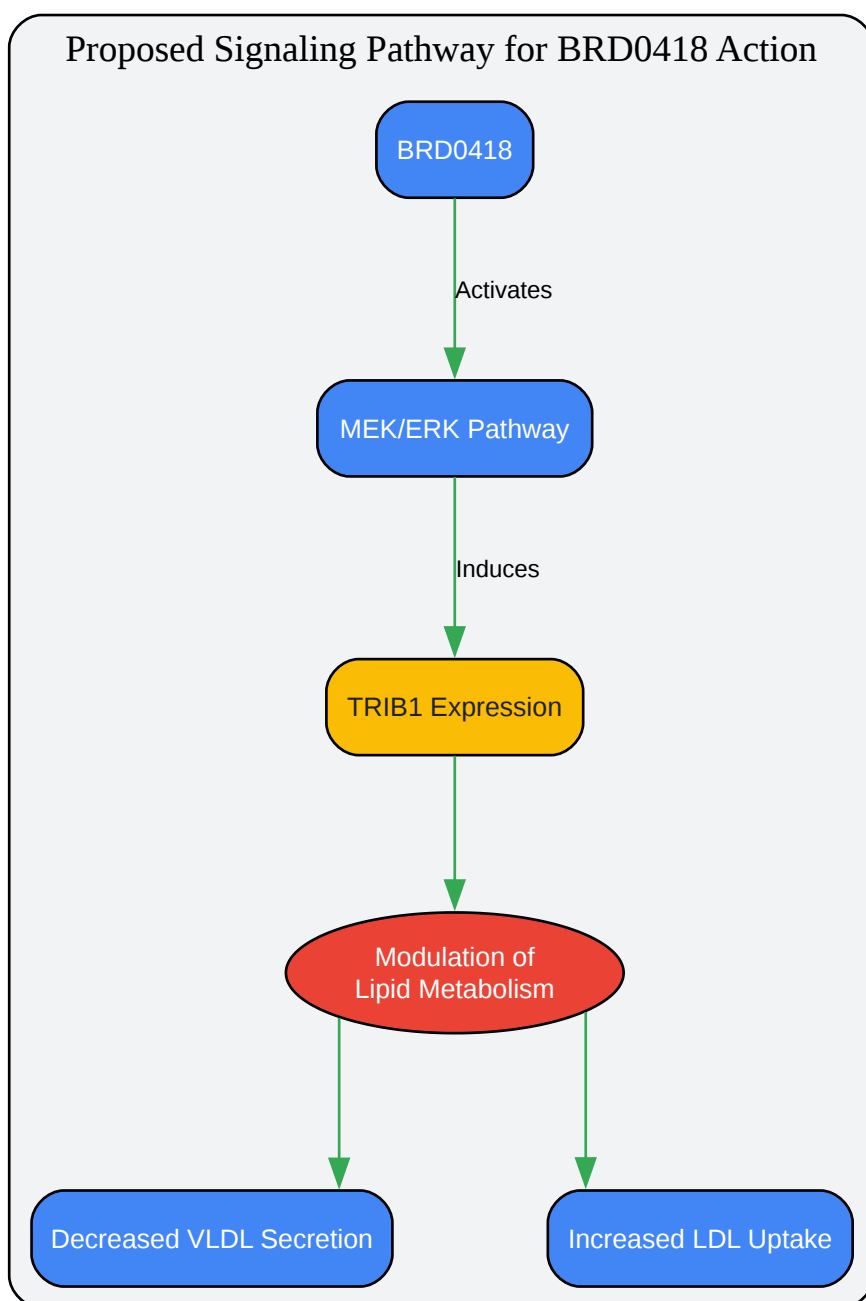 Proposed Signaling Pathway for BRD0418 Action
BRD0418
Activates
MEK/ERK Pathway
Induces
TRIB1 Expression
Modulation of
Lipid Metabolism
Decreased VLDL Secretion
Increased LDL Uptake